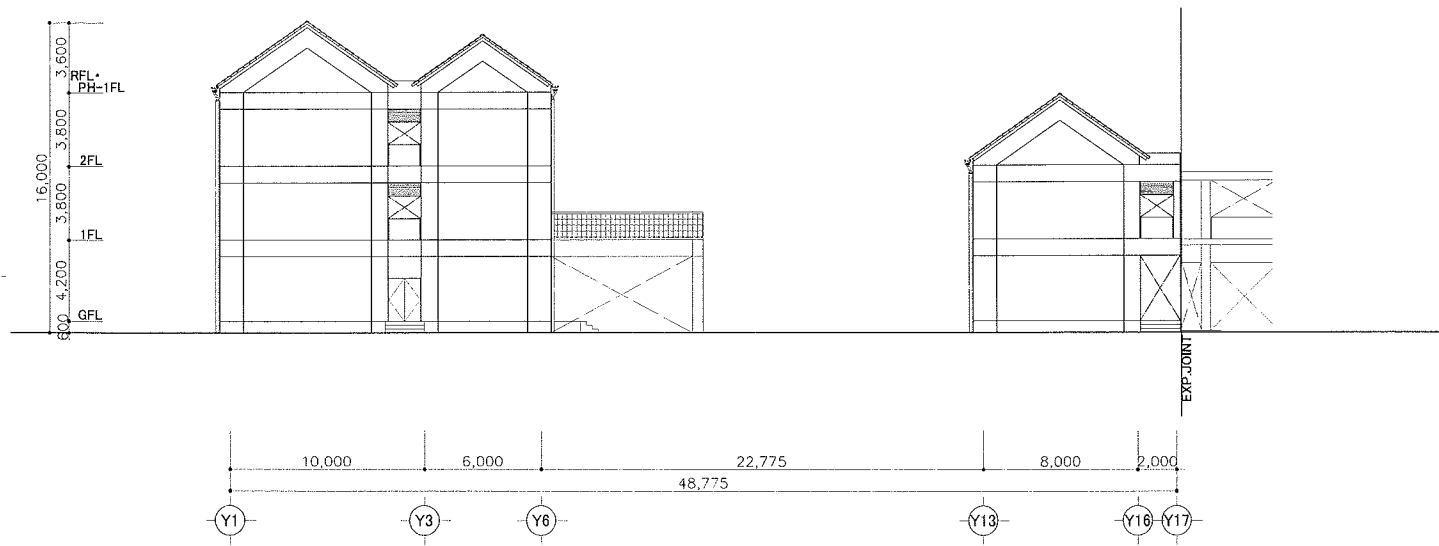 3,600
RFL・
PH-1FL
3,800
2FL
16,000
3,800
1FL
4,200
GFL
600
EXP.JOINT
10,000 6,000 22,775 8,000 2,000
48,775
Y1 Y3 Y6 Y13 Y16 Y17